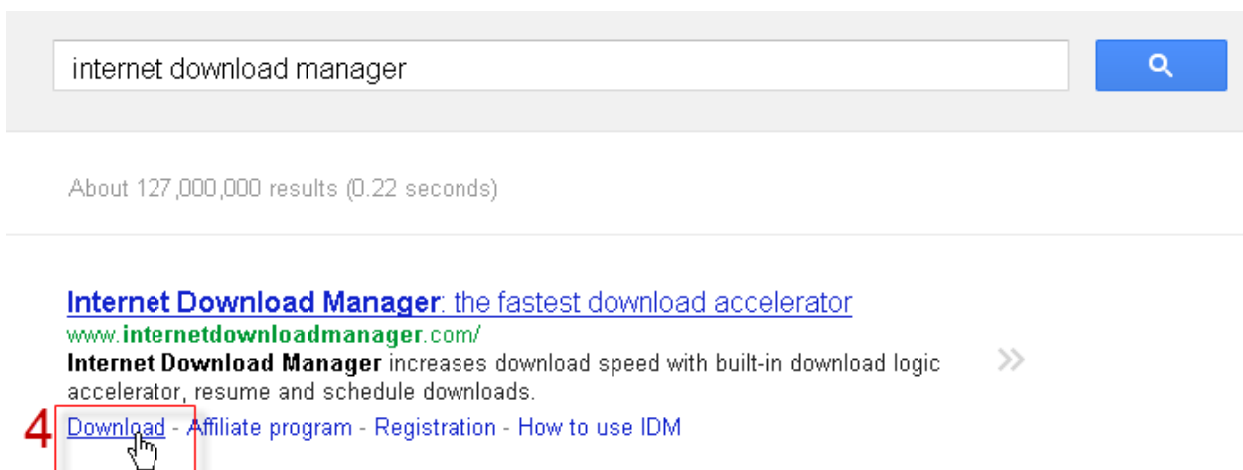 internet download manager
About 127,000,000 results (0.22 seconds)
Internet Download Manager: the fastest download accelerator
www.internetdownloadmanager.com/
Internet Download Manager increases download speed with built-in download logic
accelerator, resume and schedule downloads.
4 Download - Affiliate program - Registration - How to use IDM